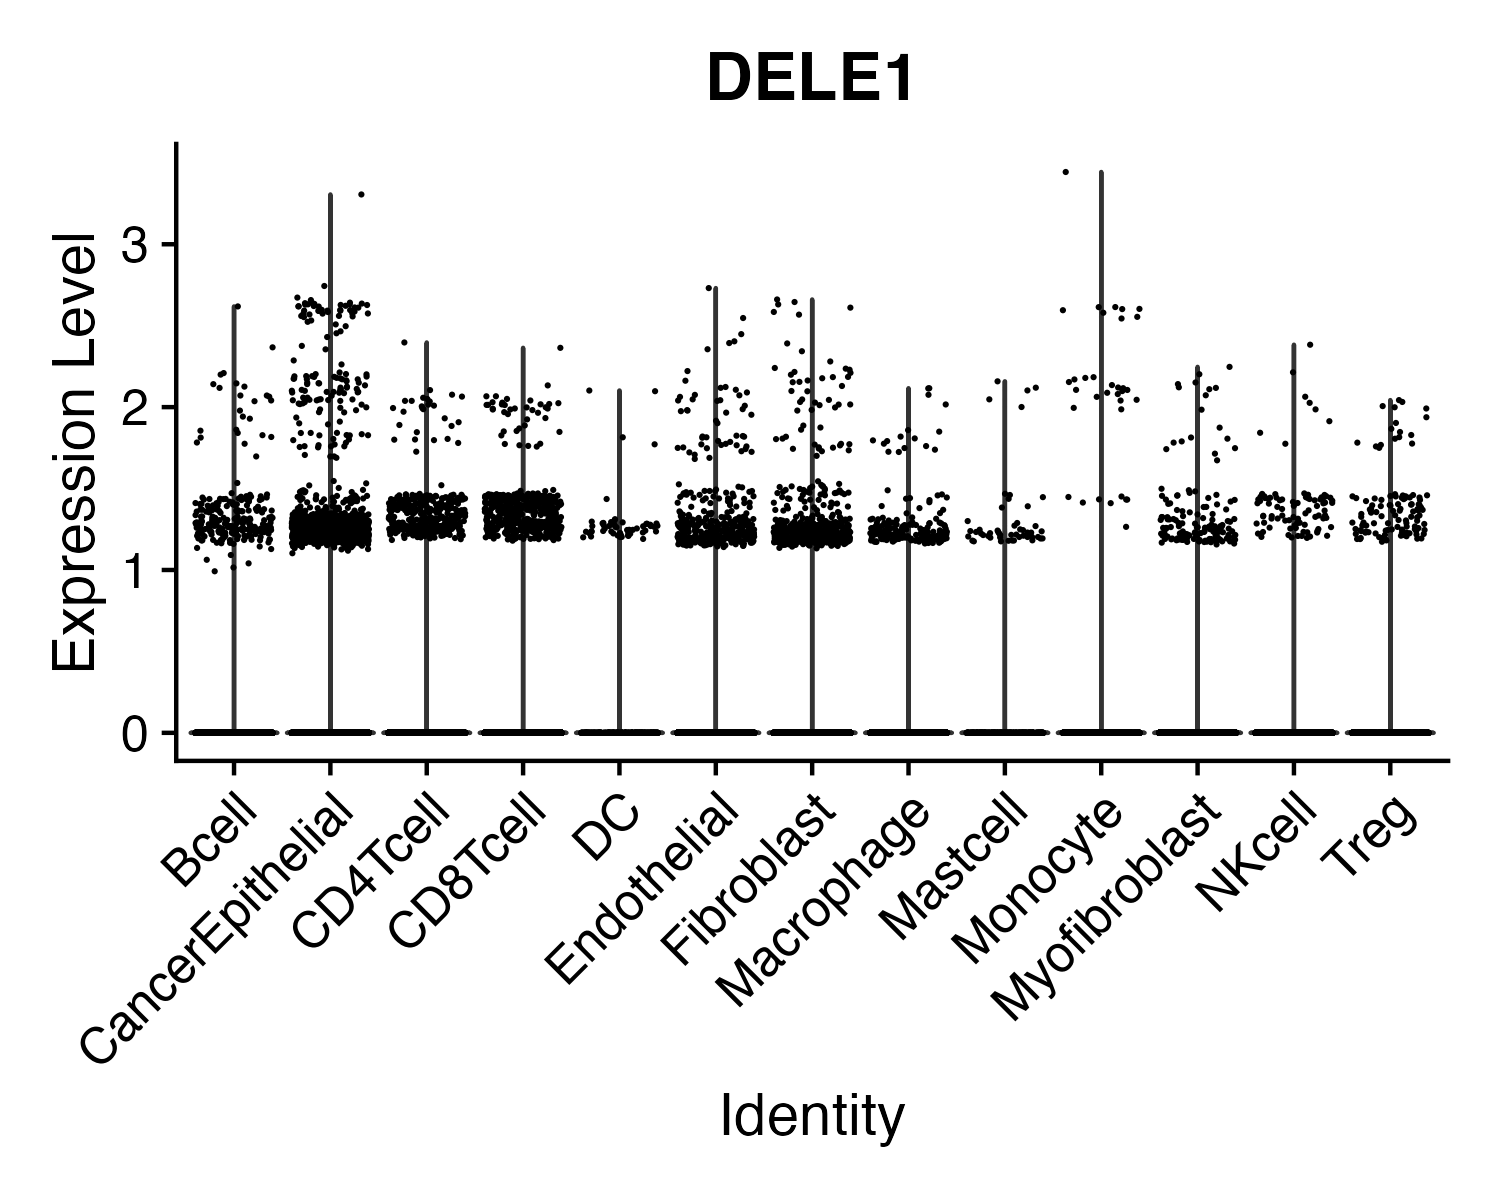 DELE1
Expression Level
3
2
1
0
Bcell
CancerEpithelial
CD4Tcell
CD8Tcell
DC
Endothelial
Fibroblast
Macrophage
Mastcell
Monocyte
Myofibroblast
NKcell
Treg
Identity